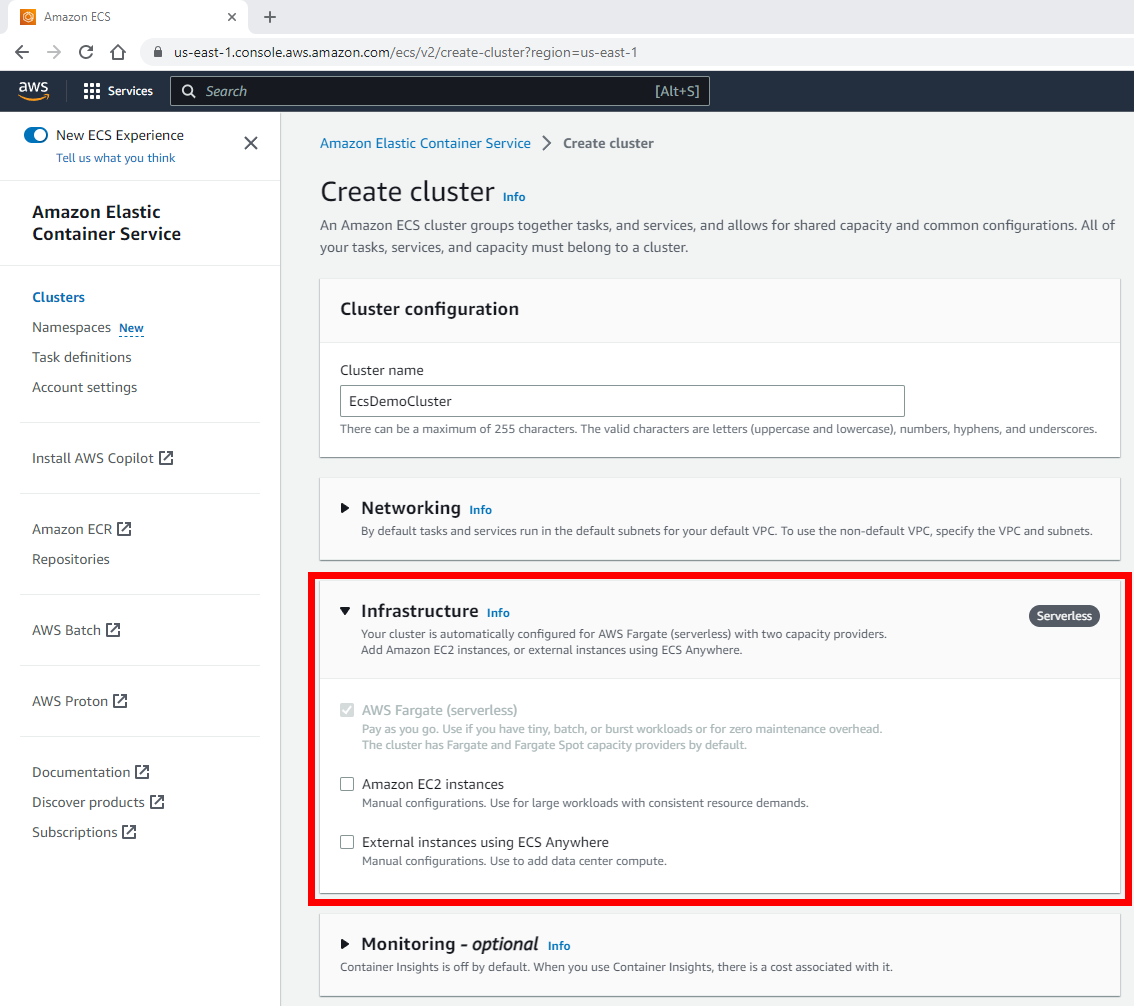 Amazon ECS
us-east-1.console.aws.amazon.com/ecs/v2/create-cluster?region=us-east-1
aws
Services
Search
[Alt+S]
New ECS Experience
Tell us what you think
Amazon Elastic
Container Service
Clusters
Namespaces New
Task definitions
Account settings
Install AWS Copilot
Amazon ECR
Repositories
AWS Batch
AWS Proton
Documentation
Discover products
Subscriptions
Amazon Elastic Container Service
Create cluster
Create cluster Info
An Amazon ECS cluster groups together tasks, and services, and allows for shared capacity and common configurations. All of
your tasks, services, and capacity must belong to a cluster.
Cluster configuration
Cluster name
EcsDemoCluster
There can be a maximum of 255 characters. The valid characters are letters (uppercase and lowercase), numbers, hyphens, and underscores.
Networking Info
By default tasks and services run in the default subnets for your default VPC. To use the non-default VPC, specify the VPC and subnets.
Infrastructure Info
Serverless
Your cluster is automatically configured for AWS Fargate (serverless) with two capacity providers.
Add Amazon EC2 instances, or external instances using ECS Anywhere.
AWS Fargate (serverless)
Pay as you go. Use if you have tiny, batch, or burst workloads or for zero maintenance overhead.
The cluster has Fargate and Fargate Spot capacity providers by default.
Amazon EC2 instances
Manual configurations. Use for large workloads with consistent resource demands.
External instances using ECS Anywhere
Manual configurations. Use to add data center compute.
Monitoring - optional Info
Container Insights is off by default. When you use Container Insights, there is a cost associated with it.